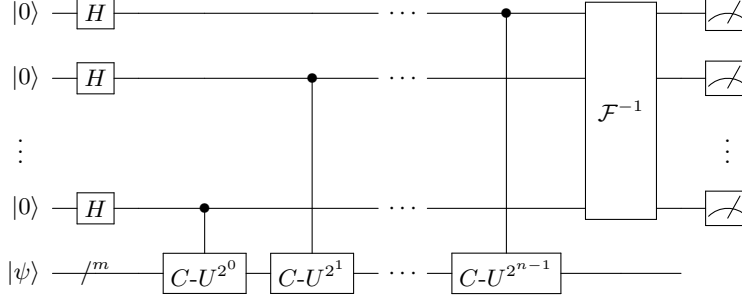 |0⟩ H ···
|0⟩ H ···
⋮ F⁻¹ ⋮
|0⟩ H ···
|ψ⟩ m C-U^{2^0} C-U^{2^1} ··· C-U^{2^{n-1}}